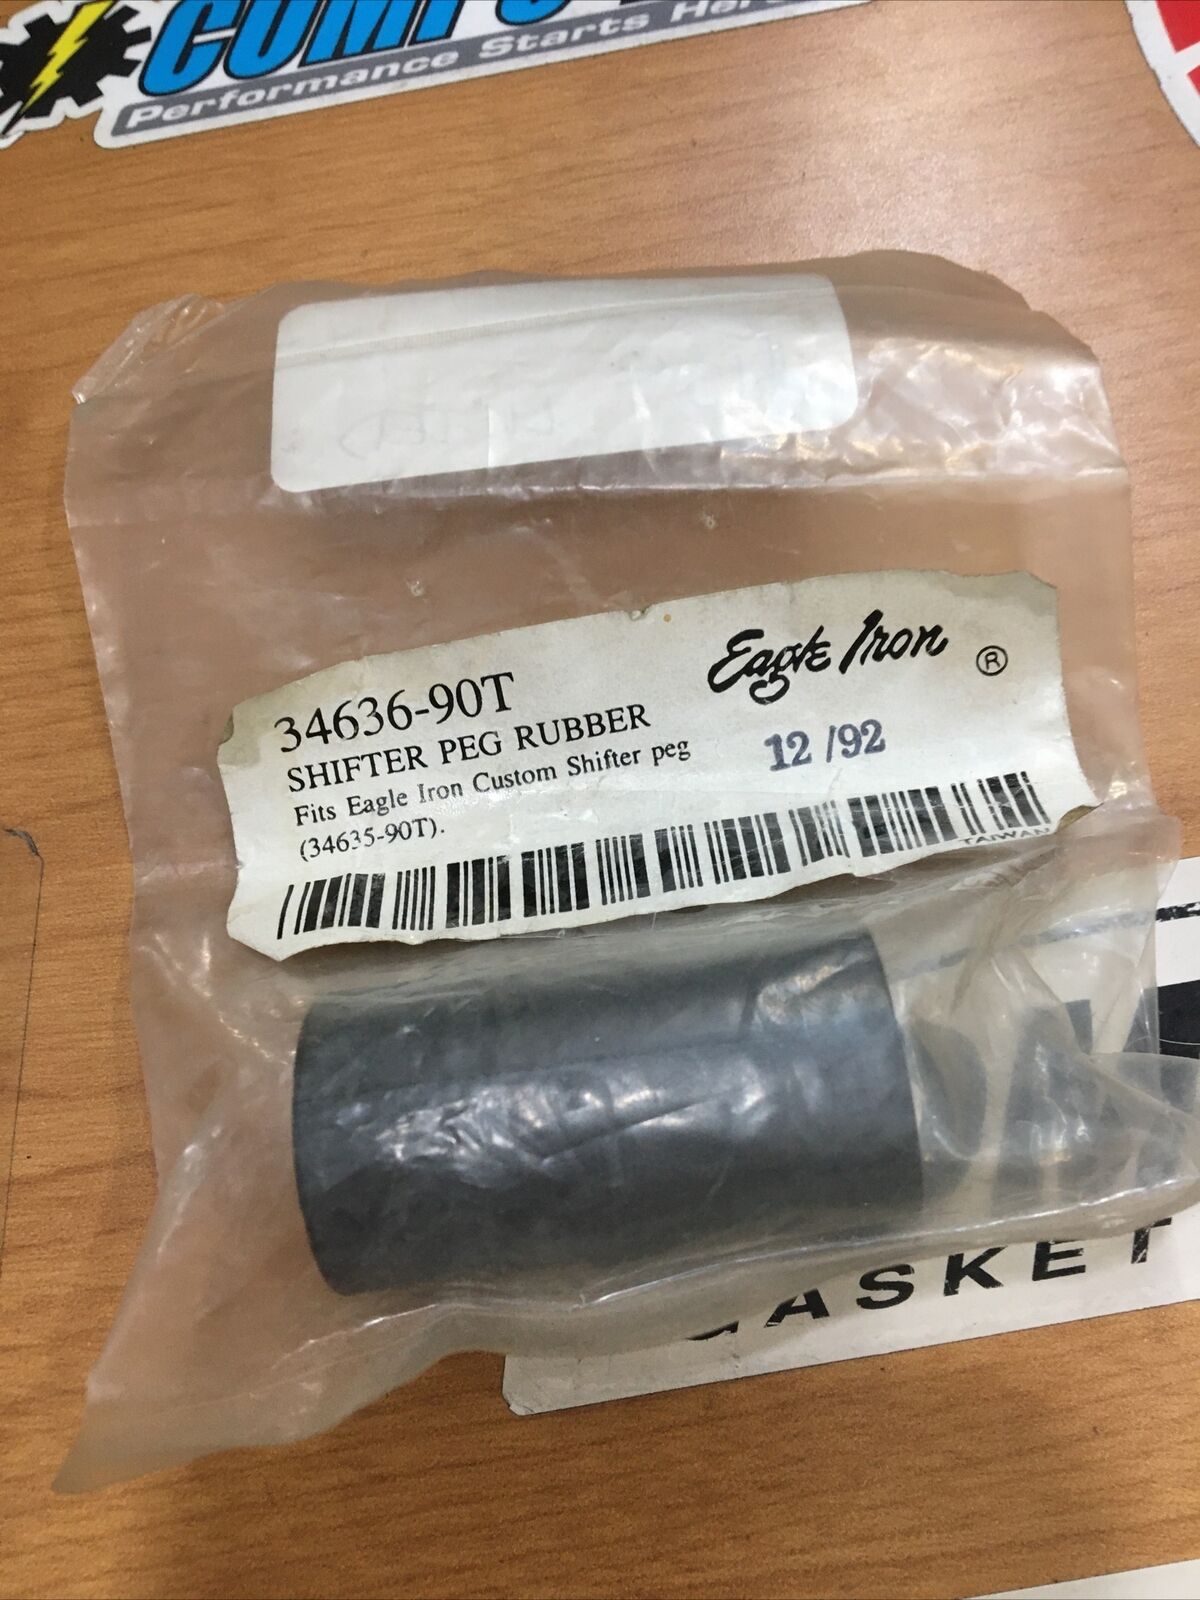 Performance Starts Here
34636-90T
SHIFTER PEG RUBBER
Fits Eagle Iron Custom Shifter peg
(34635-90T).
Eagle Iron ®
12 /92
TAIWAN
GASKET